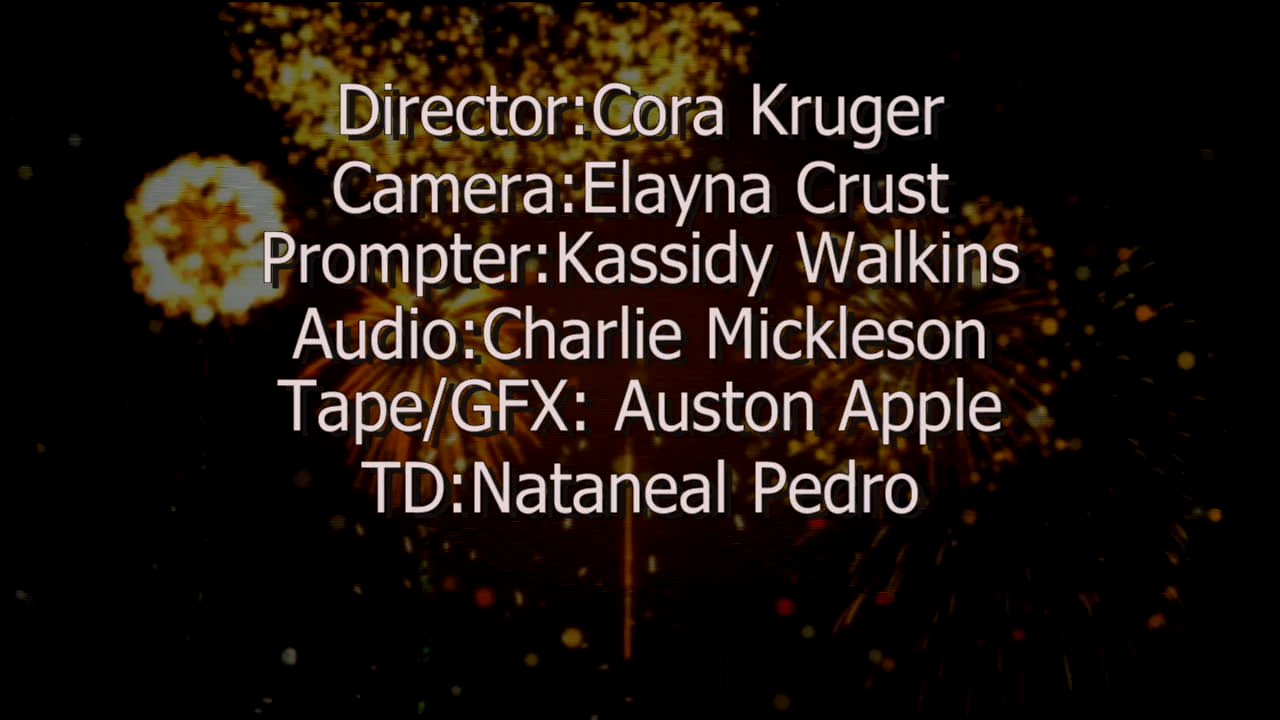 Director:Cora Kruger
Camera:Elayna Crust
Prompter:Kassidy Walkins
Audio:Charlie Mickleson
Tape/GFX: Auston Apple
TD:Nataneal Pedro